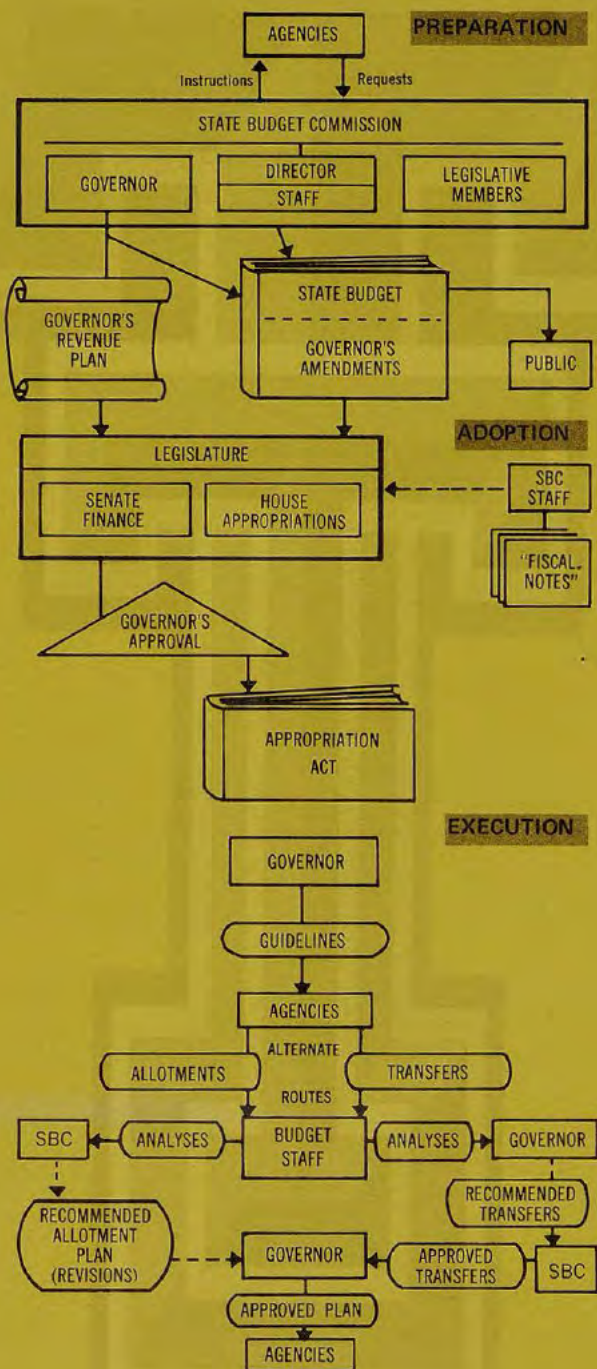 PREPARATION
AGENCIES
Instructions
Requests
STATE BUDGET COMMISSION
GOVERNOR
DIRECTOR
STAFF
LEGISLATIVE
MEMBERS
GOVERNOR'S
REVENUE
PLAN
STATE BUDGET
GOVERNOR'S
AMENDMENTS
PUBLIC
ADOPTION
LEGISLATURE
SENATE
FINANCE
HOUSE
APPROPRIATIONS
SBC
STAFF
"FISCAL
NOTES"
GOVERNOR'S
APPROVAL
APPROPRIATION
ACT
EXECUTION
GOVERNOR
GUIDELINES
AGENCIES
ALTERNATE
ALLOTMENTS
TRANSFERS
ROUTES
SBC
ANALYSES
BUDGET
STAFF
ANALYSES
GOVERNOR
RECOMMENDED
TRANSFERS
RECOMMENDED
ALLOTMENT
PLAN
(REVISIONS)
GOVERNOR
APPROVED
TRANSFERS
SBC
APPROVED PLAN
AGENCIES